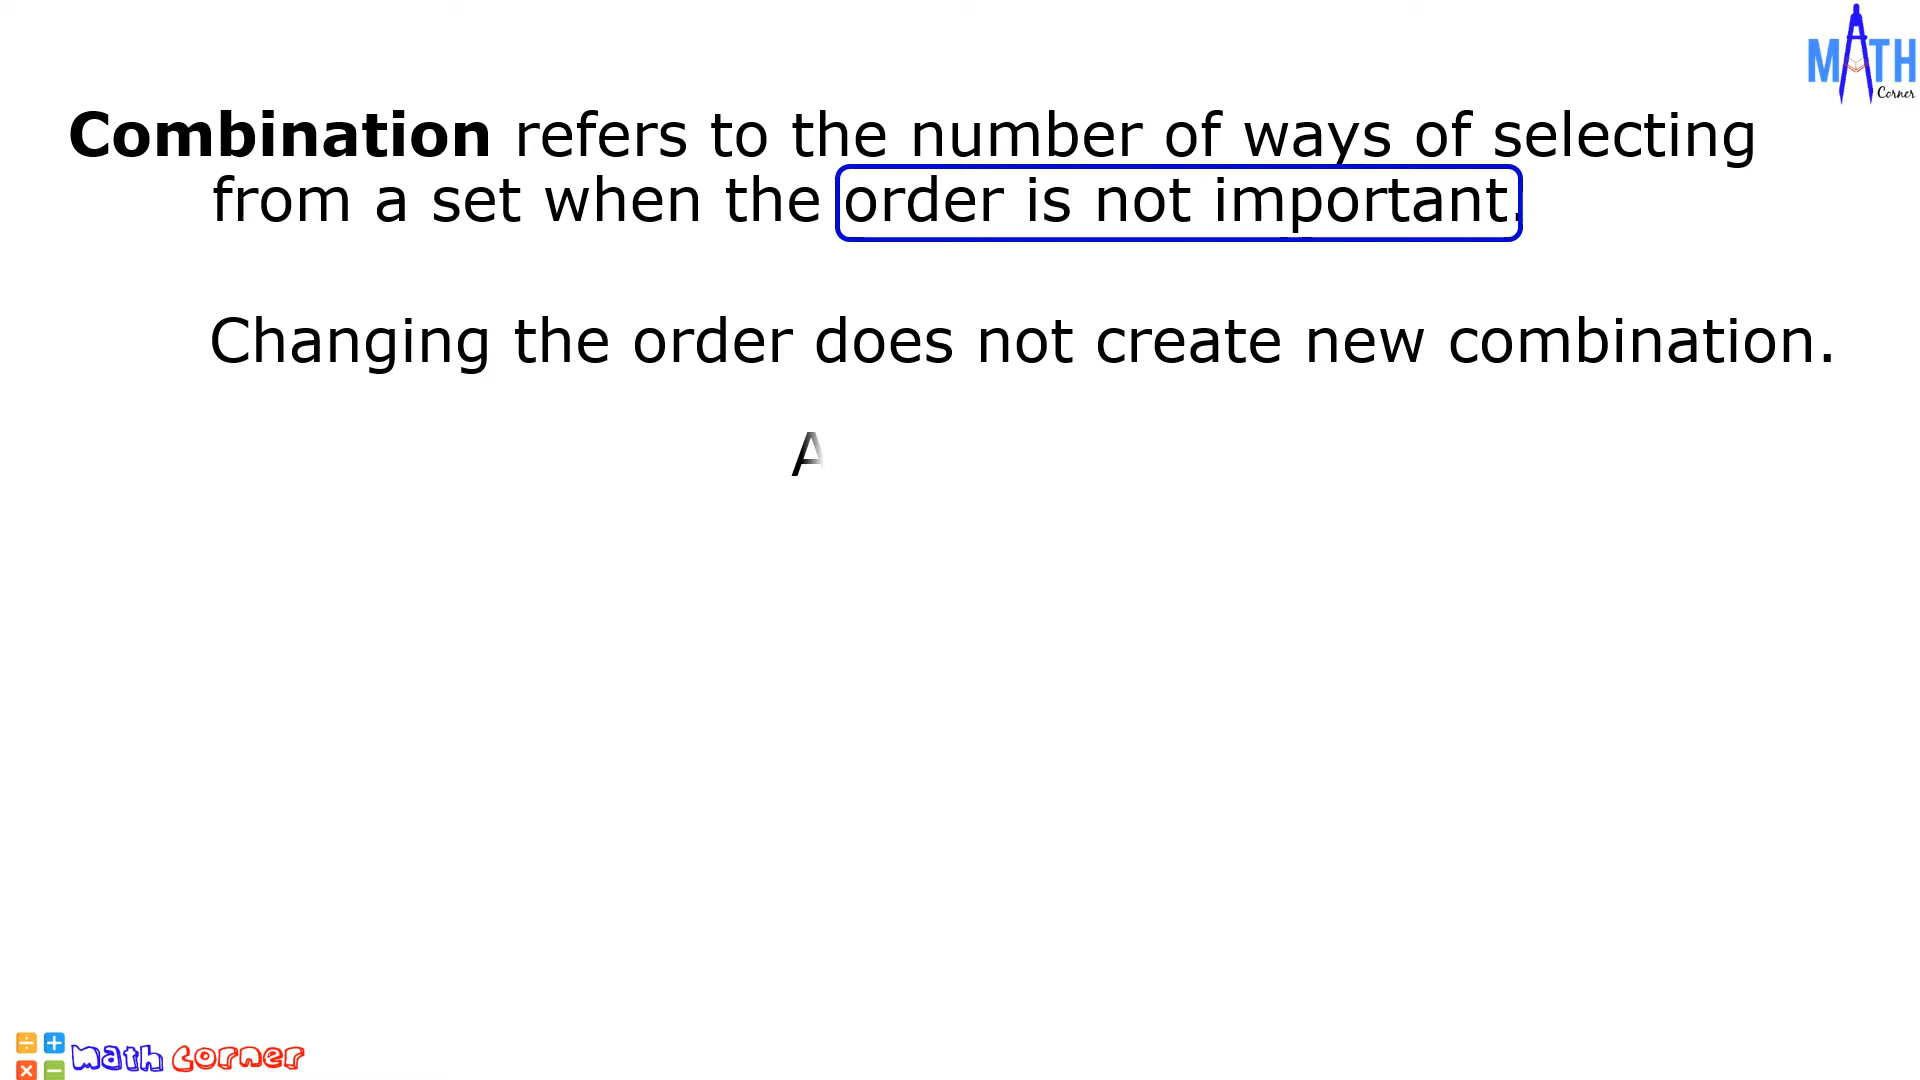 MATH
Corner
Combination refers to the number of ways of selecting
from a set when the order is not important.
Changing the order does not create new combination.
A
math corner